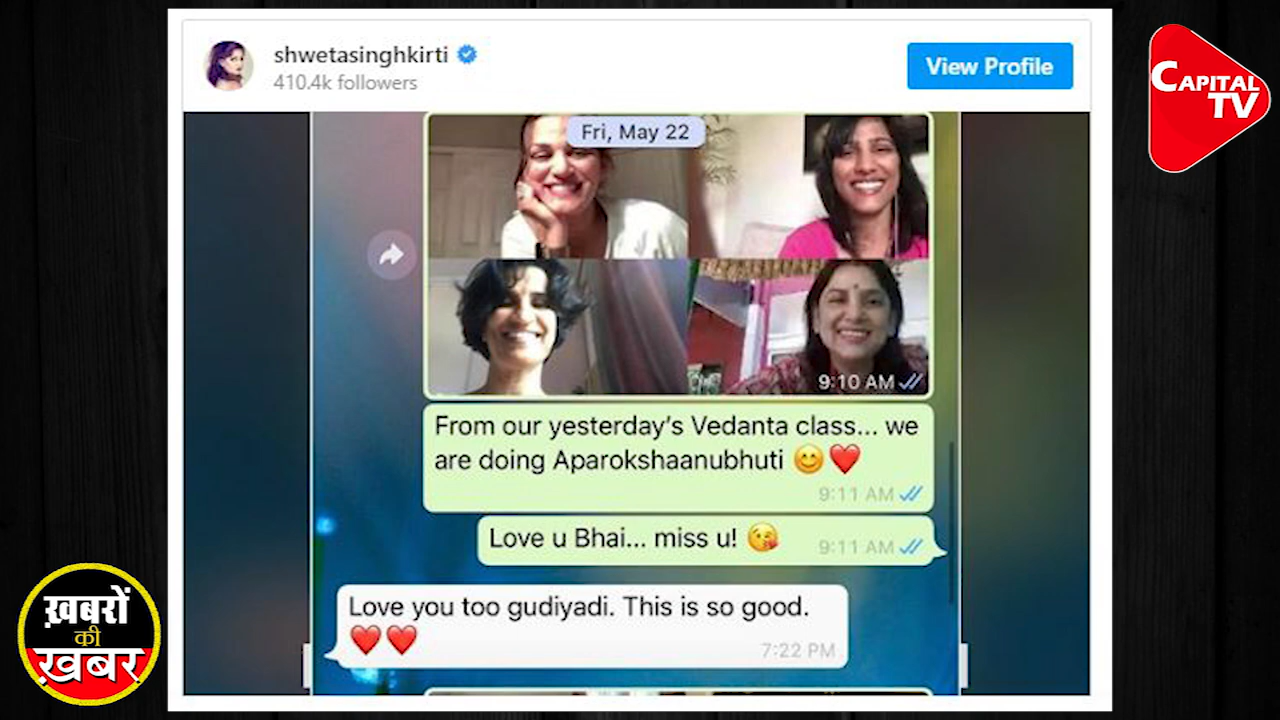 shwetasinghkirti
410.4k followers
View Profile
CAPITAL
TV
Fri, May 22
9:10 AM
From our yesterday's Vedanta class... we
are doing Aparokshaanubhuti 😊❤️
9:11 AM
Love u Bhai... miss u! 😘
9:11 AM
Love you too gudiyadi. This is so good.
❤️❤️
7:22 PM
ख़बरों
की
ख़बर